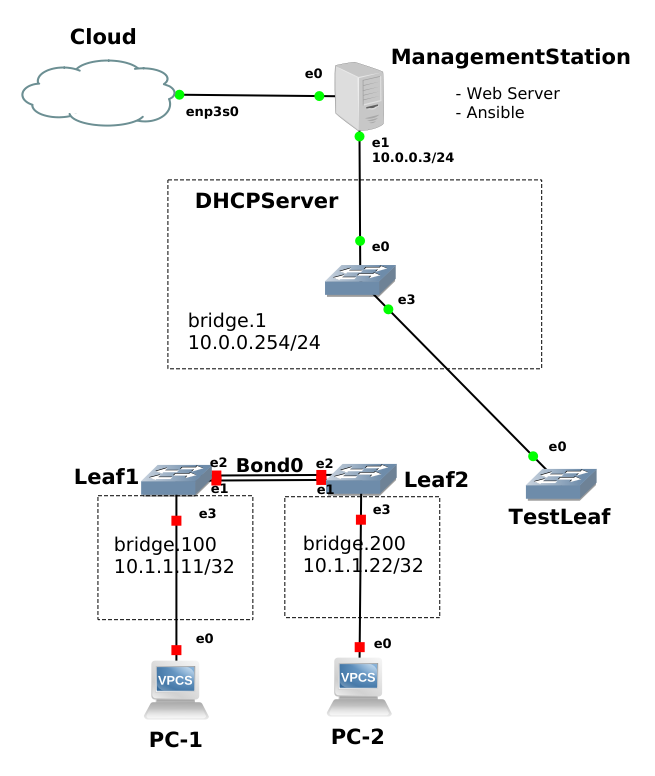 Cloud
ManagementStation
e0
- Web Server
- Ansible
enp3s0
e1
10.0.0.3/24
DHCPServer
e0
e3
bridge.1
10.0.0.254/24
e0
Leaf1
e2
Bond0
e2
Leaf2
e1
e1
TestLeaf
e3
e3
bridge.100
10.1.1.11/32
bridge.200
10.1.1.22/32
e0
e0
VPCS
VPCS
PC-1
PC-2